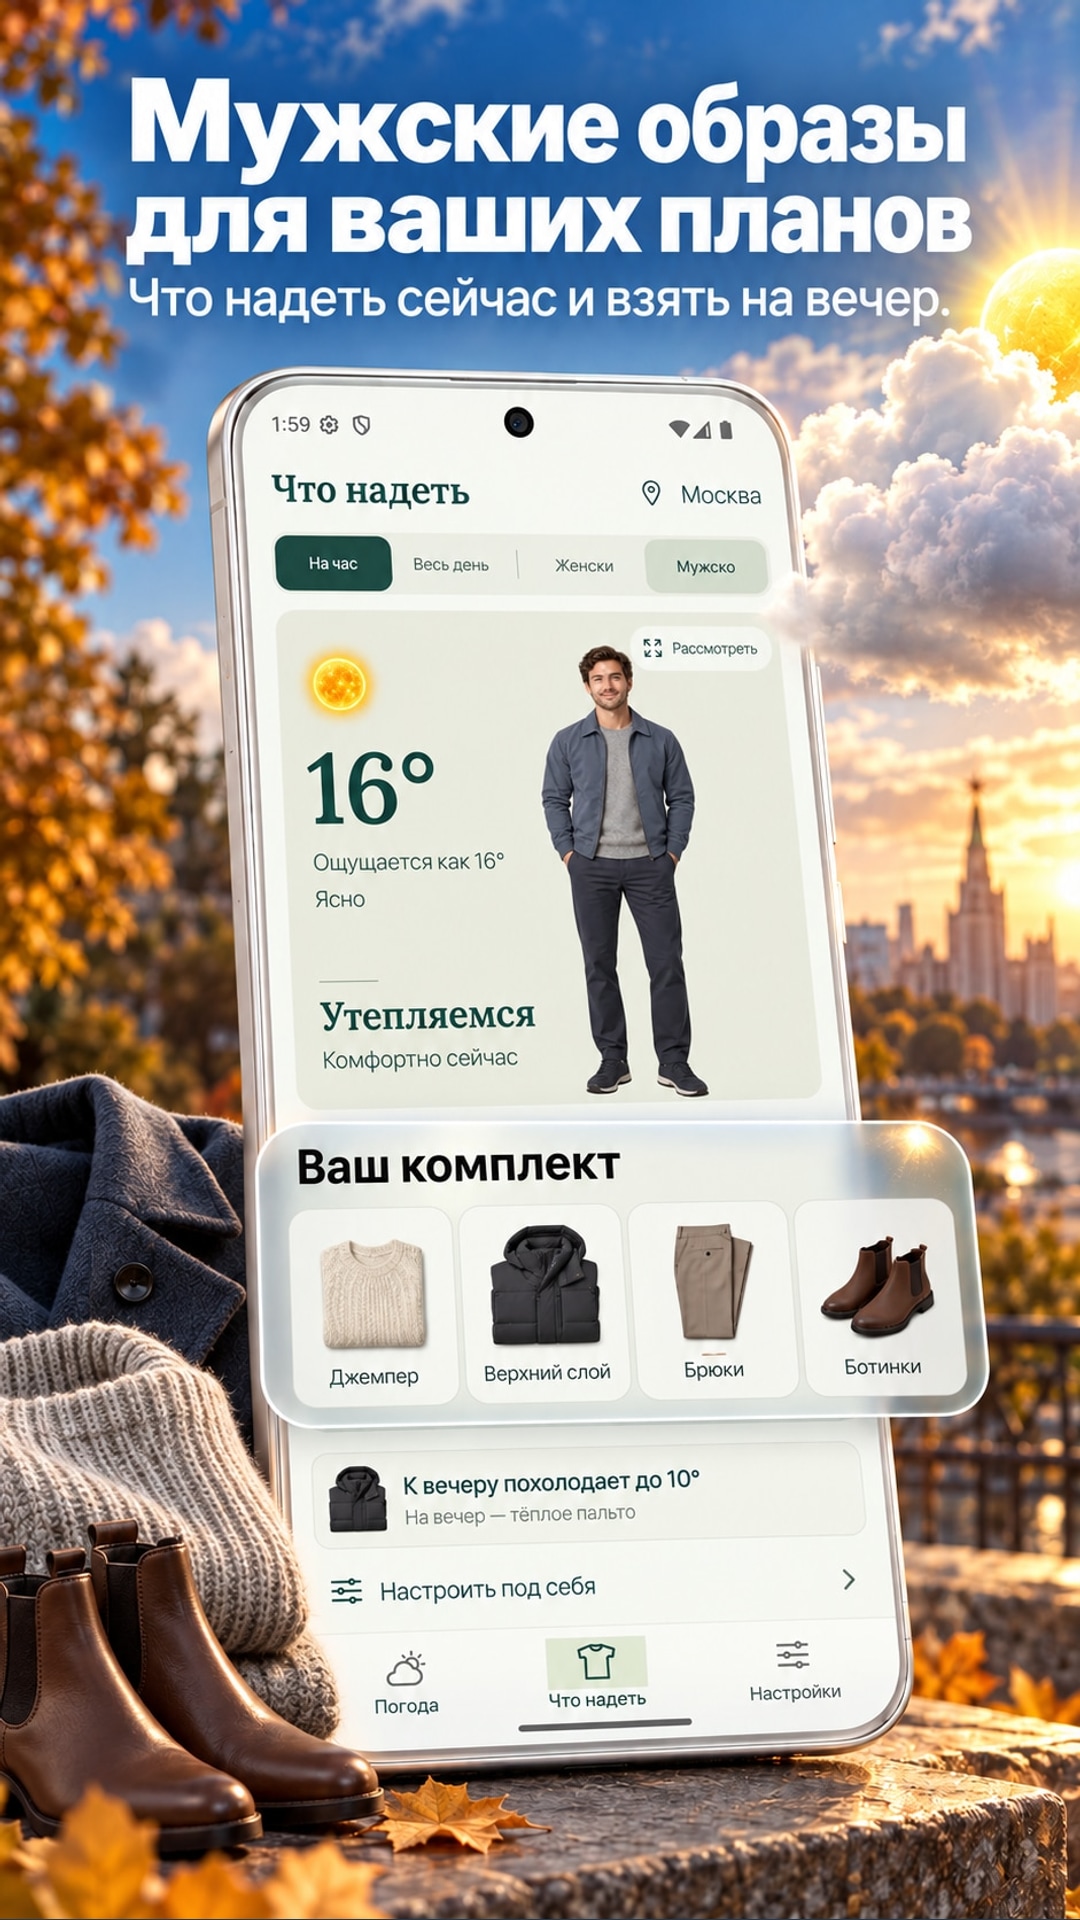 Мужские образы
для ваших планов
Что надеть сейчас и взять на вечер.
1:59
Что надеть
Москва
На час
Весь день
Женски
Мужско
Рассмотреть
16°
Ощущается как 16°
Ясно
Утепляемся
Комфортно сейчас
Ваш комплект
Джемпер
Верхний слой
Брюки
Ботинки
К вечеру похолодает до 10°
На вечер — тёплое пальто
Настроить под себя
Погода
Что надеть
Настройки